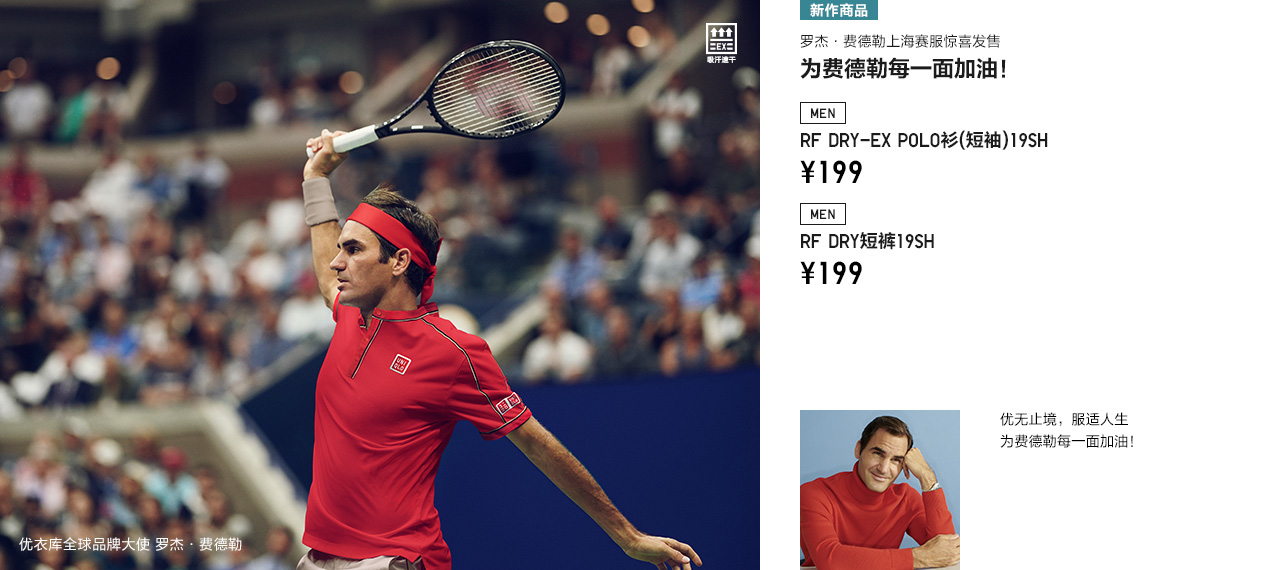 EX
吸汗速干
UNI
QLO
优衣库全球品牌大使 罗杰·费德勒
新作商品
罗杰·费德勒上海赛服惊喜发售
为费德勒每一面加油！
MEN
RF DRY-EX POLO衫(短袖)19SH
¥199
MEN
RF DRY短裤19SH
¥199
优无止境，服适人生
为费德勒每一面加油！